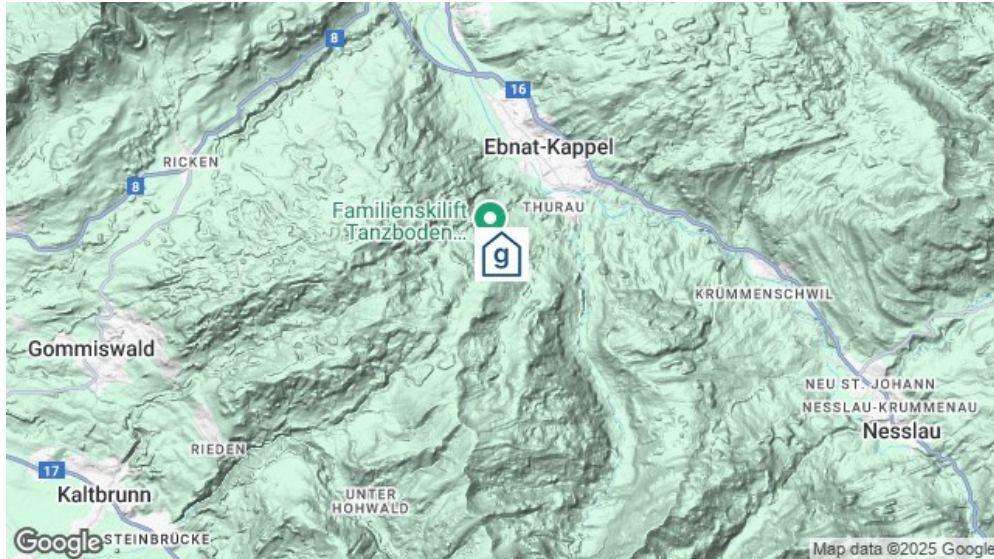 8
16
Ebnat-Kappel
RICKEN
8
Familienskilift
Tanzboden...
THURAU
g
KRÜMMENSCHWIL
Gommiswald
NEU ST. JOHANN
NESSLAU-KRUMMENAU
Nesslau
RIEDEN
17
Kaltbrunn
UNTER
HOHWALD
STEINBRÜCKE
Google
Map data ©2025 Google